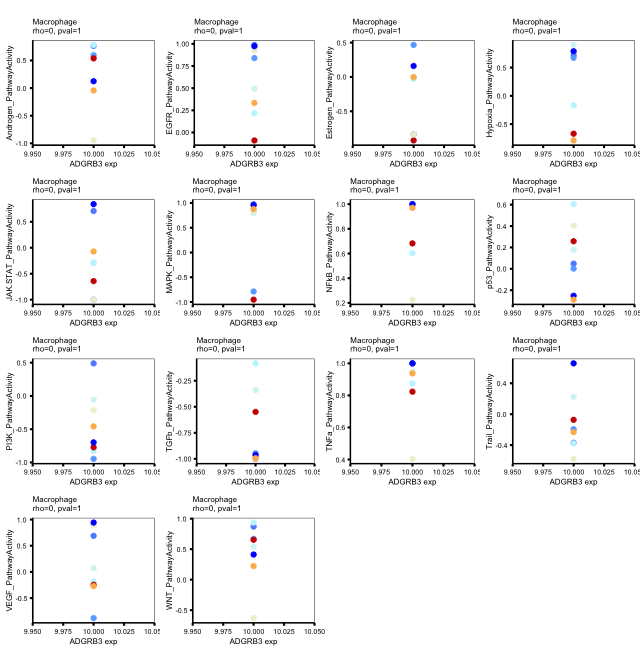 Macrophage
rho=0, pval=1
Androgen_PathwayActivity
0.5
0.0
-0.5
-1.0
9.950 9.975 10.000 10.025 10.05
ADGRB3 exp
Macrophage
rho=0, pval=1
EGFR_PathwayActivity
1.00
0.75
0.50
0.25
0.00
9.950 9.975 10.000 10.025 10.05
ADGRB3 exp
Macrophage
rho=0, pval=1
Estrogen_PathwayActivity
0.5
0.0
-0.5
9.950 9.975 10.000 10.025 10.05
ADGRB3 exp
Macrophage
rho=0, pval=1
Hypoxia_PathwayActivity
0.5
0.0
-0.5
9.950 9.975 10.000 10.025 10.05
ADGRB3 exp
Macrophage
rho=0, pval=1
JAK-STAT_PathwayActivity
0.5
0.0
-0.5
-1.0
9.950 9.975 10.000 10.025 10.05
ADGRB3 exp
Macrophage
rho=0, pval=1
MAPK_PathwayActivity
1.0
0.5
0.0
-0.5
-1.0
9.950 9.975 10.000 10.025 10.05
ADGRB3 exp
Macrophage
rho=0, pval=1
NFkB_PathwayActivity
1.0
0.8
0.6
0.4
0.2
9.950 9.975 10.000 10.025 10.05
ADGRB3 exp
Macrophage
rho=0, pval=1
p53_PathwayActivity
0.6
0.4
0.2
0.0
-0.2
9.950 9.975 10.000 10.025 10.05
ADGRB3 exp
Macrophage
rho=0, pval=1
PI3K_PathwayActivity
0.5
0.0
-0.5
-1.0
9.950 9.975 10.000 10.025 10.05
ADGRB3 exp
Macrophage
rho=0, pval=1
TGFb_PathwayActivity
-0.25
-0.50
-0.75
-1.00
9.950 9.975 10.000 10.025 10.05
ADGRB3 exp
Macrophage
rho=0, pval=1
TNFa_PathwayActivity
1.0
0.8
0.6
0.4
9.950 9.975 10.000 10.025 10.05
ADGRB3 exp
Macrophage
rho=0, pval=1
Trail_PathwayActivity
0.4
0.0
-0.4
9.950 9.975 10.000 10.025 10.05
ADGRB3 exp
Macrophage
rho=0, pval=1
VEGF_PathwayActivity
1.0
0.5
0.0
-0.5
9.950 9.975 10.000 10.025 10.05
ADGRB3 exp
Macrophage
rho=0, pval=1
WNT_PathwayActivity
1.0
0.5
0.0
-0.5
9.950 9.975 10.000 10.025 10.050
ADGRB3 exp